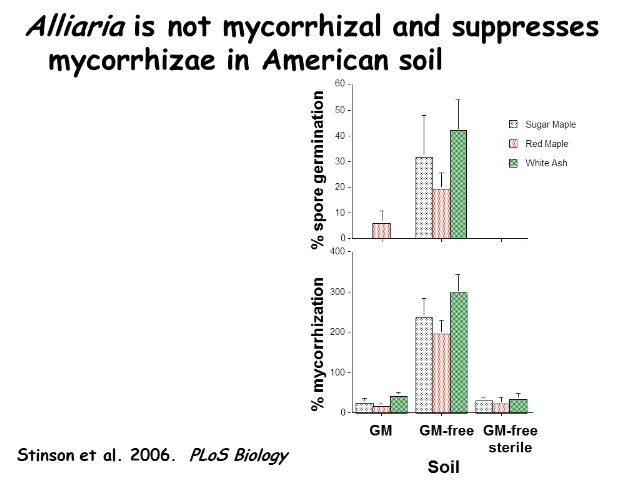 Alliaria is not mycorrhizal and suppresses
mycorrhizae in American soil
60
50
40
30
20
10
0
% spore germination
Sugar Maple
Red Maple
White Ash
400
300
200
100
0
% mycorrhization
GM
GM-free
GM-free
sterile
Soil
Stinson et al. 2006. PLoS Biology